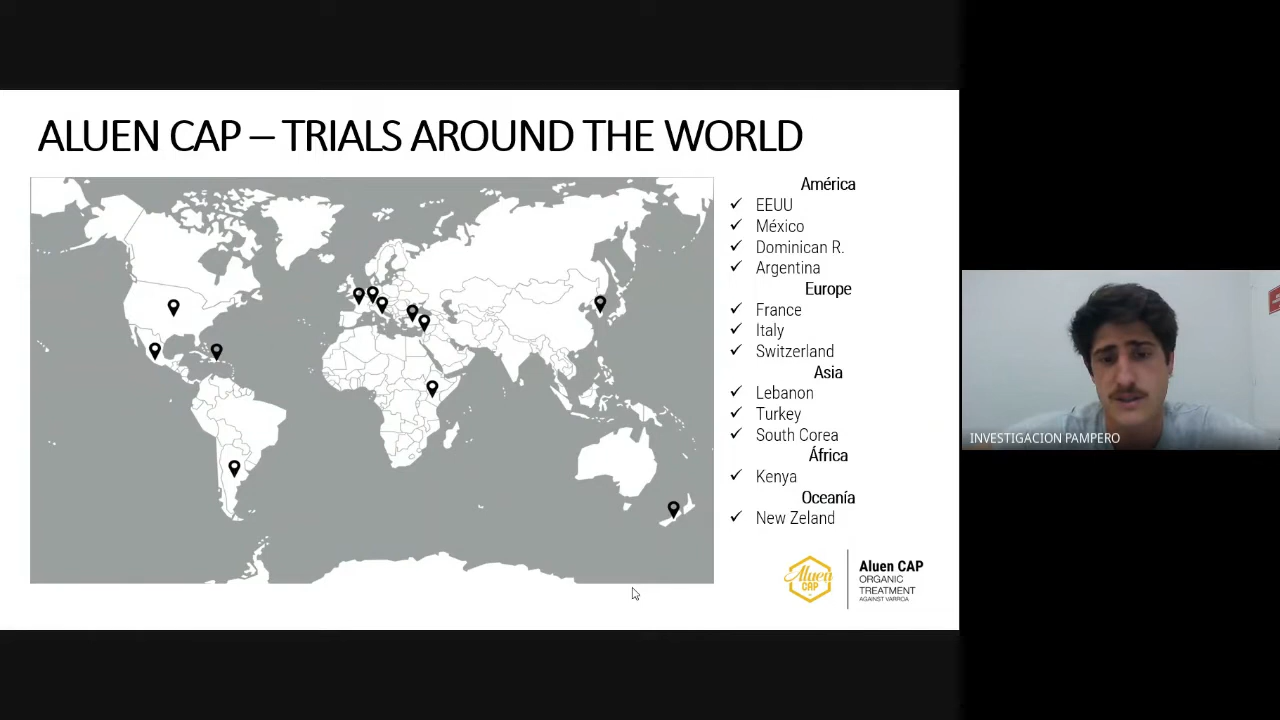 ALUEN CAP – TRIALS AROUND THE WORLD
América
EEUU
México
Dominican R.
Argentina
Europe
France
Italy
Switzerland
Asia
Lebanon
Turkey
South Corea
África
Kenya
Oceanía
New Zeland
Aluen
CAP
Aluen CAP
ORGANIC
TREATMENT
AGAINST VARROA
INVESTIGACION PAMPERO